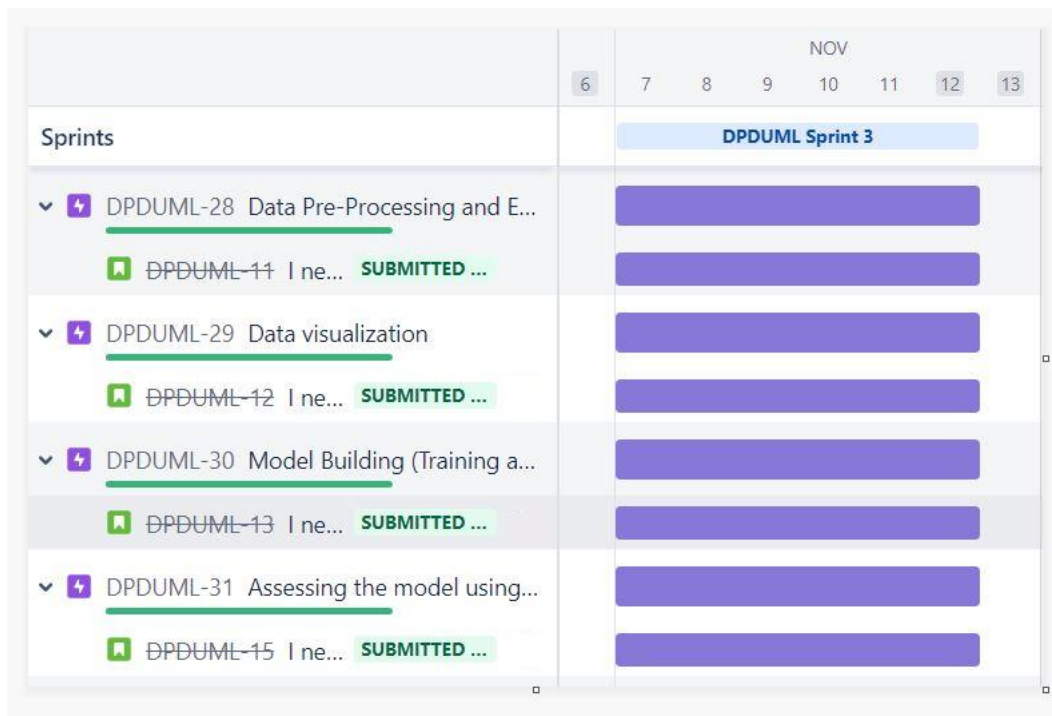 NOV
6 7 8 9 10 11 12 13
Sprints DPDUML Sprint 3
DPDUML-28 Data Pre-Processing and E...
DPDUML-11 I ne... SUBMITTED ...
DPDUML-29 Data visualization
DPDUML-12 I ne... SUBMITTED ...
DPDUML-30 Model Building (Training a...
DPDUML-13 I ne... SUBMITTED ...
DPDUML-31 Assessing the model using...
DPDUML-15 I ne... SUBMITTED ...